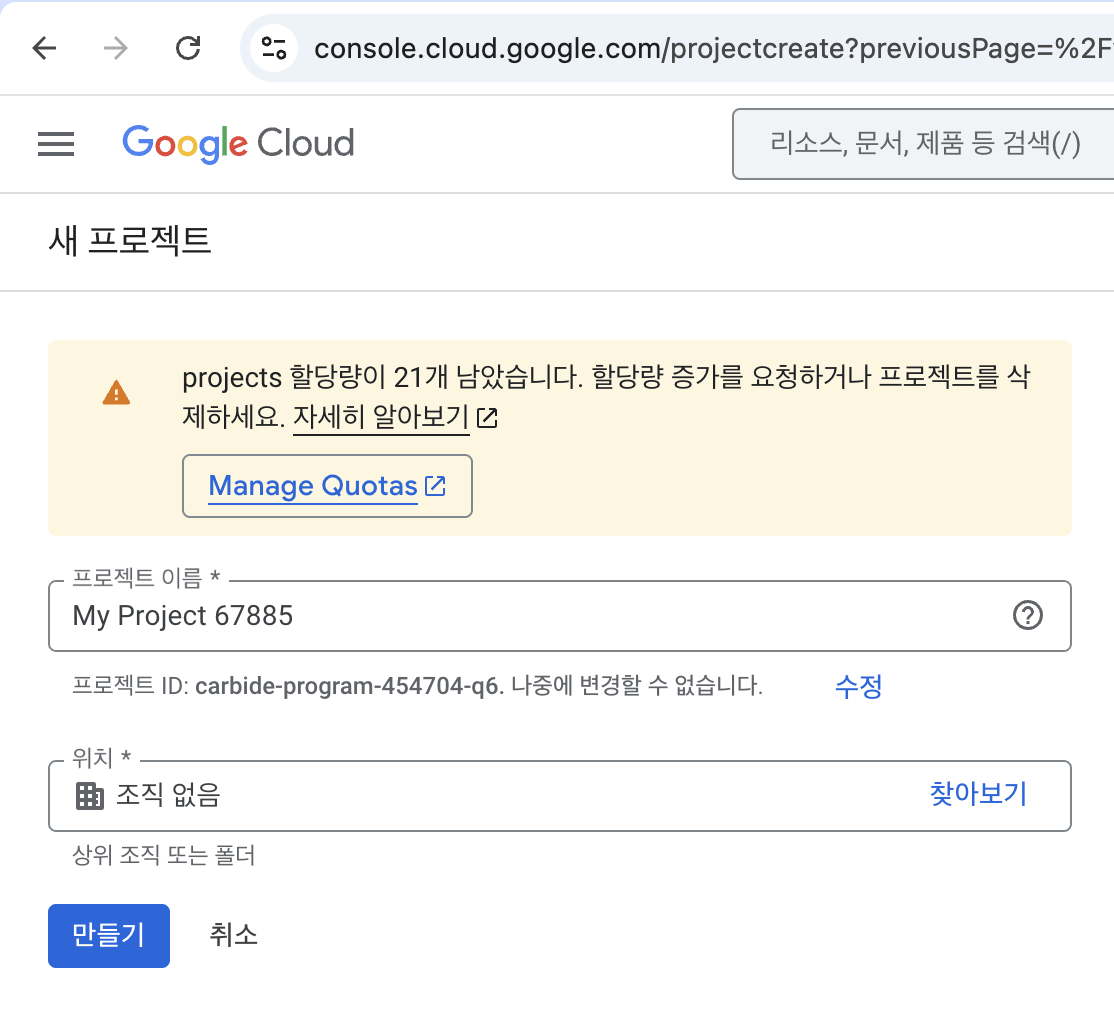 console.cloud.google.com/projectcreate?previousPage=%2F
Google Cloud
리소스, 문서, 제품 등 검색(/)
새 프로젝트
projects 할당량이 21개 남았습니다. 할당량 증가를 요청하거나 프로젝트를 삭
제하세요. 자세히 알아보기
Manage Quotas
프로젝트 이름 *
My Project 67885
프로젝트 ID: carbide-program-454704-q6. 나중에 변경할 수 없습니다. 수정
위치 *
조직 없음 찾아보기
상위 조직 또는 폴더
만들기 취소